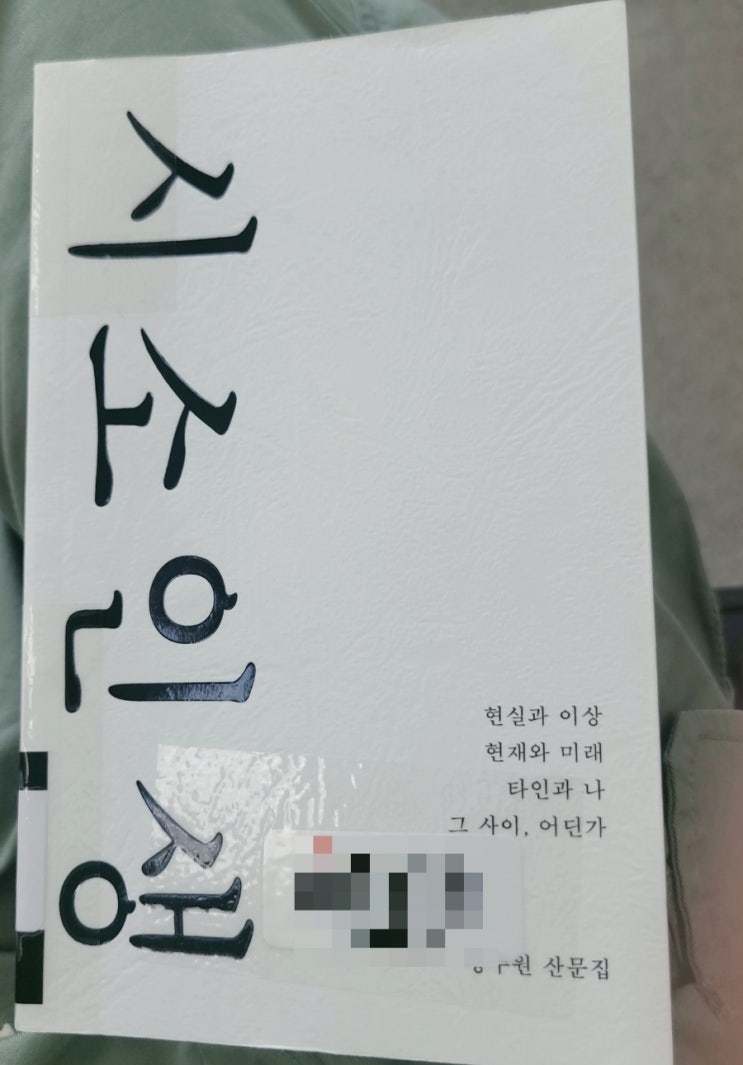 시소인생
현실과 이상
현재와 미래
타인과 나
그 사이, 어딘가
산문집